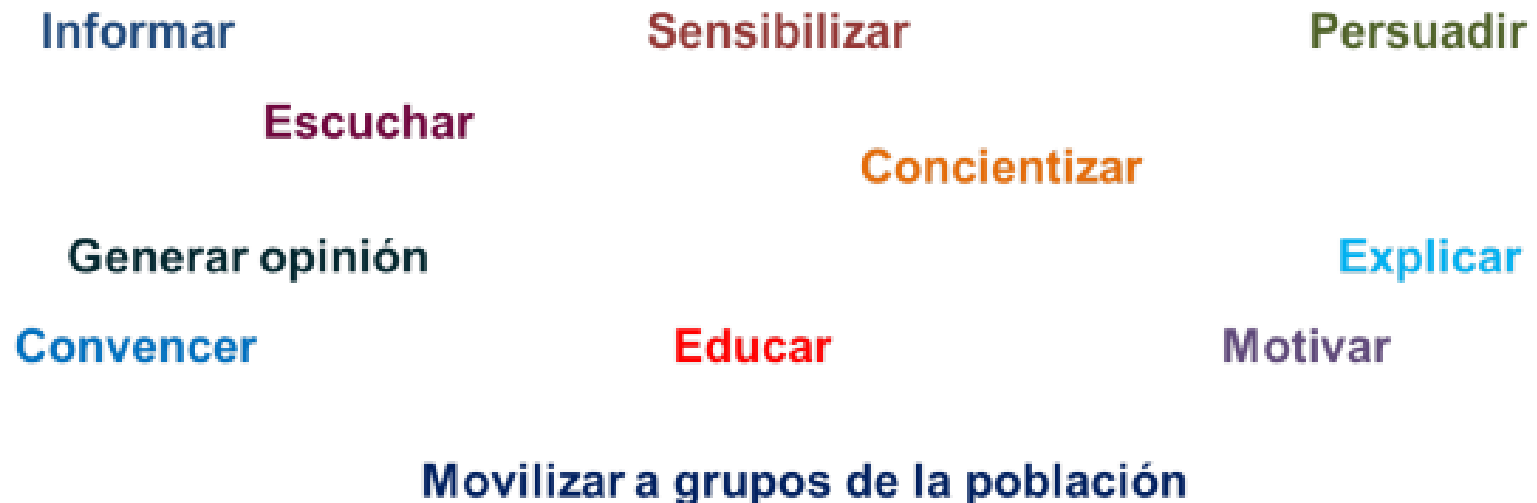 Informar Sensibilizar Persuadir
Escuchar
Concientizar
Generar opinión Explicar
Convencer Educar Motivar
Movilizar a grupos de la población